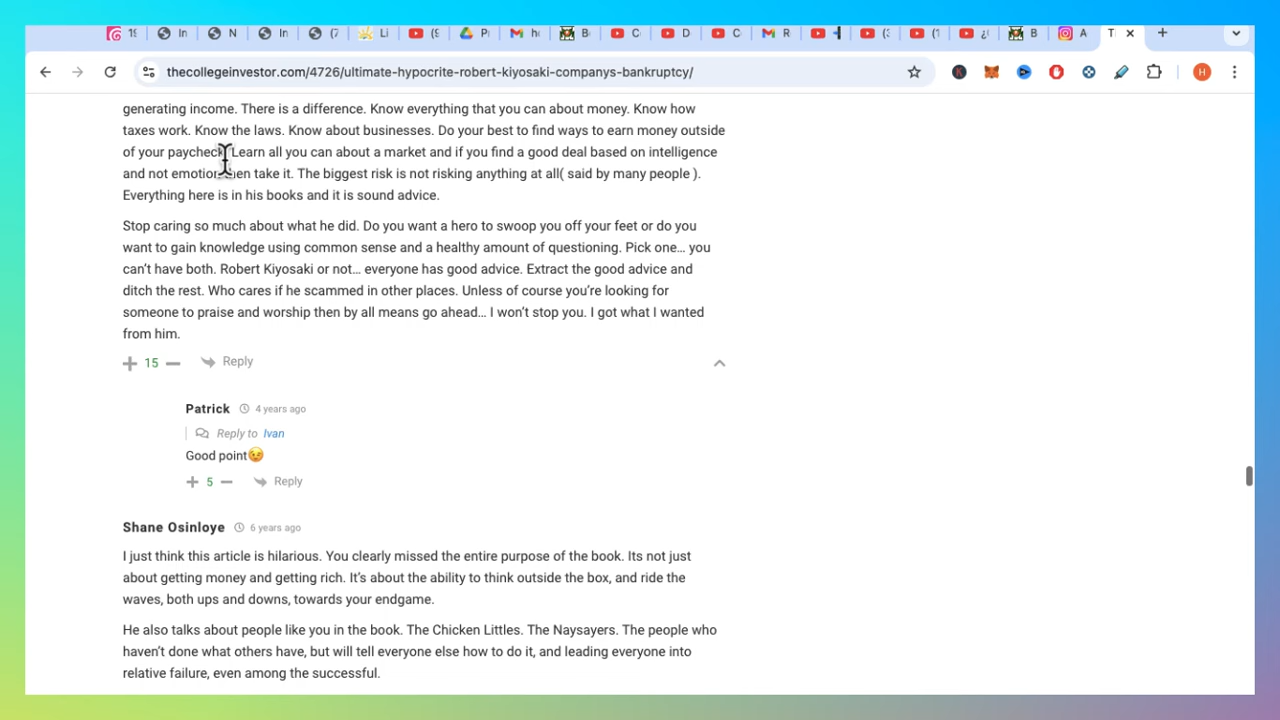 19 In N In (7 Li (9 P h B C D C R (3 (1 ¿ B A T
thecollegeinvestor.com/4726/ultimate-hypocrite-robert-kiyosaki-companys-bankruptcy/ H
generating income. There is a difference. Know everything that you can about money. Know how
taxes work. Know the laws. Know about businesses. Do your best to find ways to earn money outside
of your paycheck. Learn all you can about a market and if you find a good deal based on intelligence
and not emotion then take it. The biggest risk is not risking anything at all( said by many people ).
Everything here is in his books and it is sound advice.
Stop caring so much about what he did. Do you want a hero to swoop you off your feet or do you
want to gain knowledge using common sense and a healthy amount of questioning. Pick one… you
can’t have both. Robert Kiyosaki or not… everyone has good advice. Extract the good advice and
ditch the rest. Who cares if he scammed in other places. Unless of course you’re looking for
someone to praise and worship then by all means go ahead… I won’t stop you. I got what I wanted
from him.
15 Reply
Patrick 4 years ago
Reply to Ivan
Good point😉
5 Reply
Shane Osinloye 6 years ago
I just think this article is hilarious. You clearly missed the entire purpose of the book. Its not just
about getting money and getting rich. It’s about the ability to think outside the box, and ride the
waves, both ups and downs, towards your endgame.
He also talks about people like you in the book. The Chicken Littles. The Naysayers. The people who
haven’t done what others have, but will tell everyone else how to do it, and leading everyone into
relative failure, even among the successful.